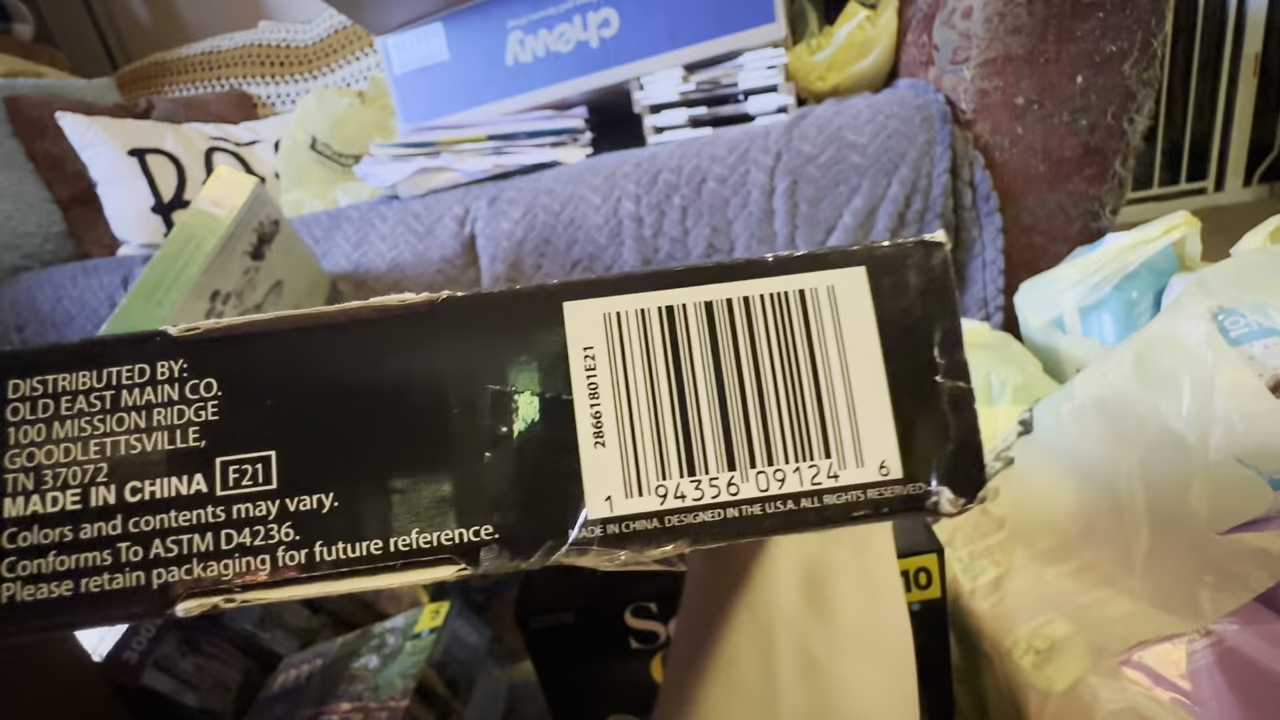 chewy
DISTRIBUTED BY:
OLD EAST MAIN CO.
100 MISSION RIDGE
GOODLETTSVILLE,
TN 37072
MADE IN CHINA F21
Colors and contents may vary.
Conforms To ASTM D4236.
Please retain packaging for future reference.
28661801E21
1 94356 09124 6
MADE IN CHINA. DESIGNED IN THE U.S.A. ALL RIGHTS RESERVED
10
300